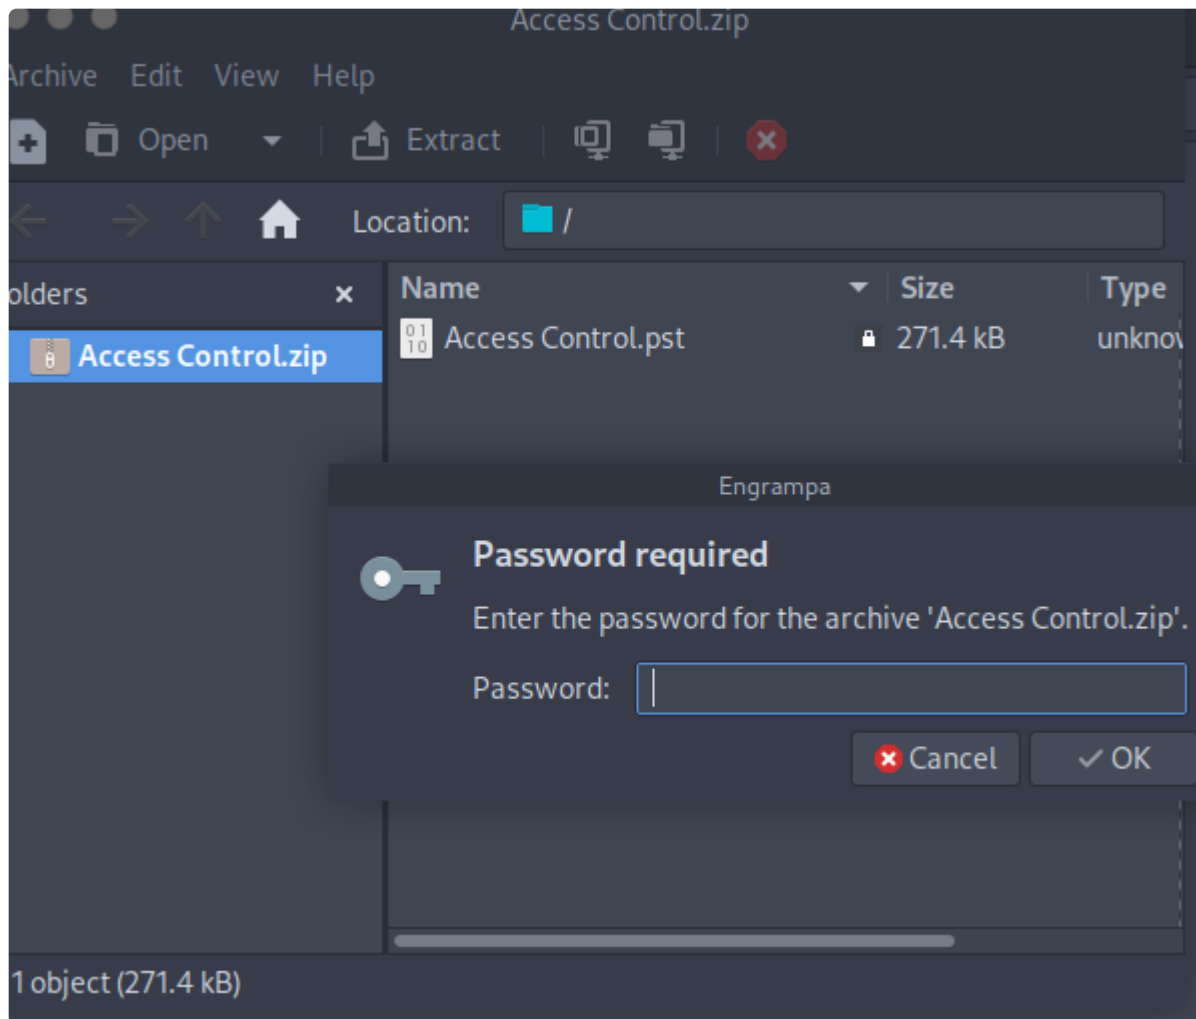 Access Control.zip
Archive Edit View Help
Open Extract
Location: /
olders
Name Size Type
Access Control.zip
Access Control.pst 271.4 kB unknov
Engrampa
Password required
Enter the password for the archive 'Access Control.zip'.
Password:
Cancel OK
1 object (271.4 kB)